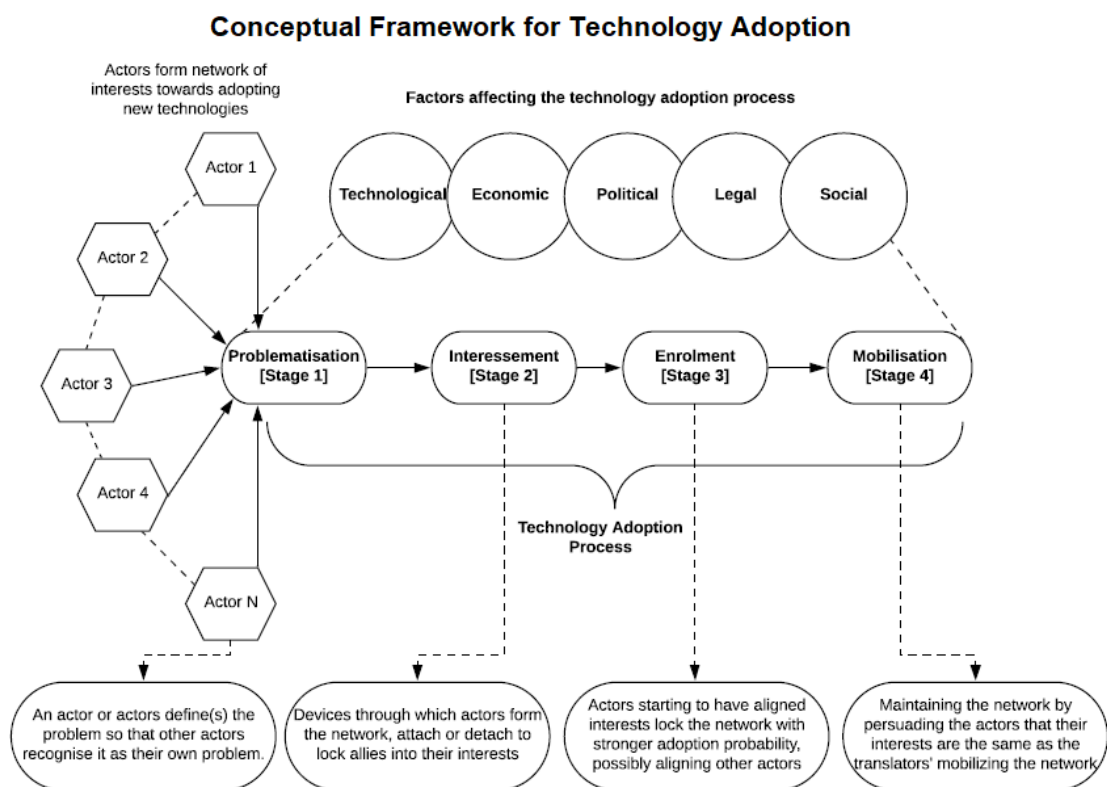 Conceptual Framework for Technology Adoption
Actors form network of
interests towards adopting
new technologies
Factors affecting the technology adoption process
Actor 1
Technological
Economic
Political
Legal
Social
Actor 2
Actor 3
Actor 4
Actor N
Problematisation
[Stage 1]
Interessement
[Stage 2]
Enrolment
[Stage 3]
Mobilisation
[Stage 4]
Technology Adoption
Process
An actor or actors define(s) the
problem so that other actors
recognise it as their own problem.
Devices through which actors form
the network, attach or detach to
lock allies into their interests
Actors starting to have aligned
interests lock the network with
stronger adoption probability,
possibly aligning other actors
Maintaining the network by
persuading the actors that their
interests are the same as the
translators' mobilizing the network